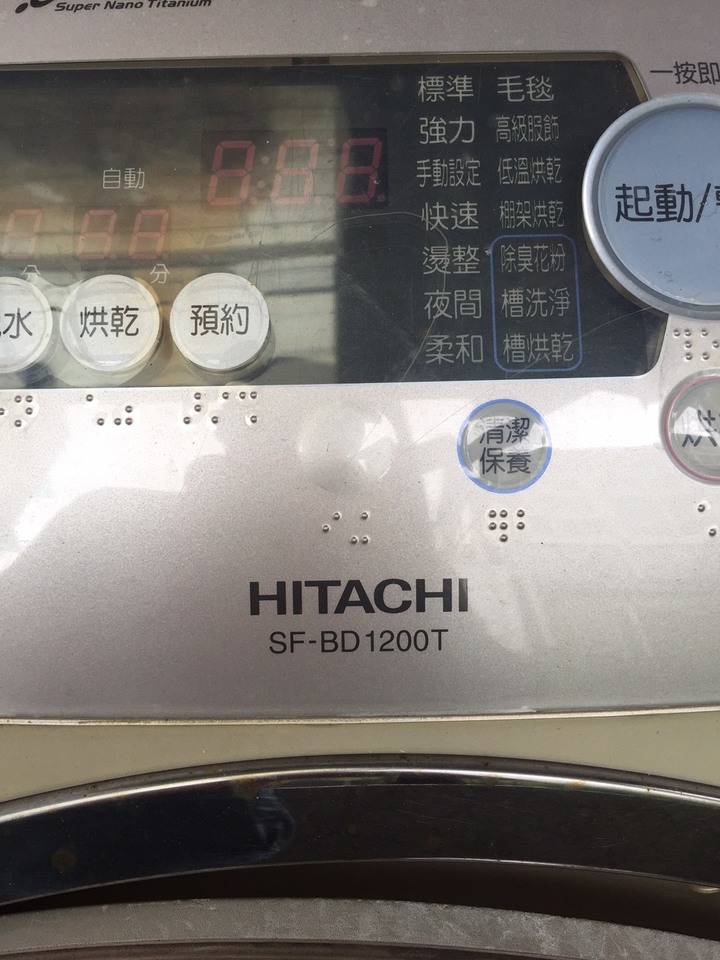 Super Nano Titanium
一按即
自動
標準 毛毯
強力 高級服飾
手動設定 低溫烘乾
快速 棚架烘乾
燙整 除臭花粉
夜間 槽洗淨
柔和 槽烘乾
起動/
分 分
水 烘乾 預約
清潔
保養
烘
HITACHI
SF-BD1200T